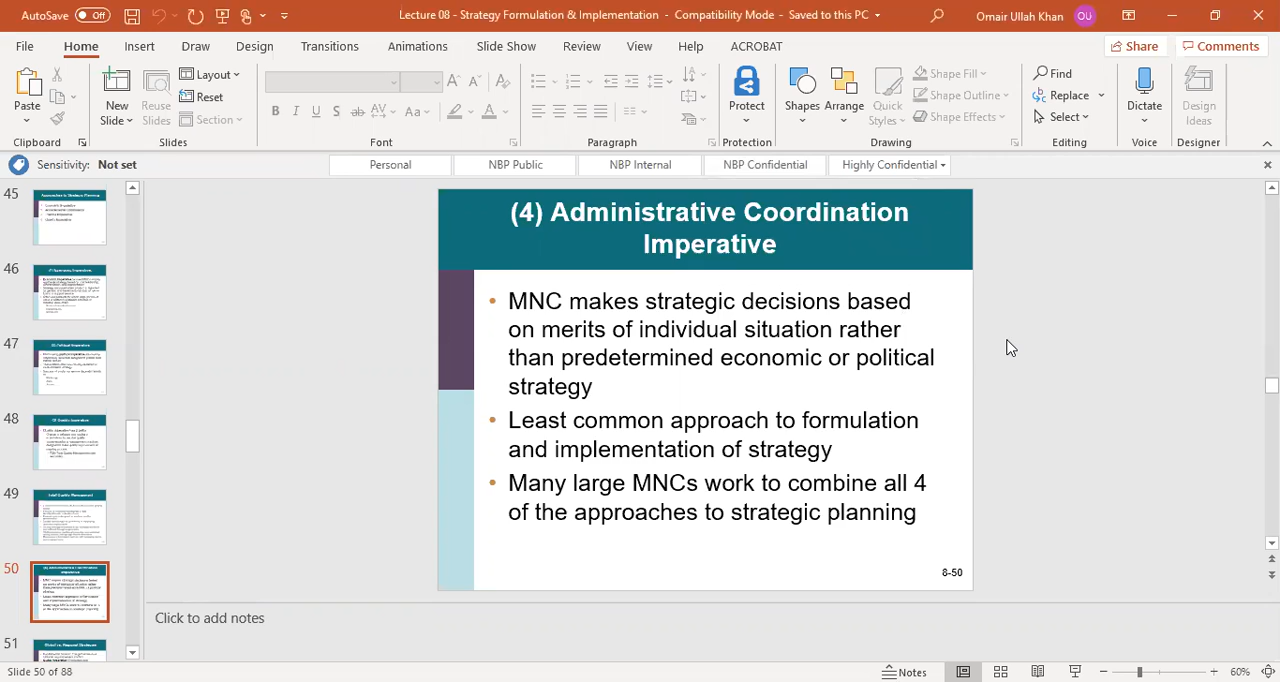 AutoSave Off
Lecture 08 - Strategy Formulation & Implementation - Compatibility Mode - Saved to this PC
Omair Ullah Khan OU
File Home Insert Draw Design Transitions Animations Slide Show Review View Help ACROBAT Share Comments
Paste
New Slide
Reuse Slides
Layout
Reset
Section
Protect
Shapes
Arrange
Quick Styles
Shape Fill
Shape Outline
Shape Effects
Find
Replace
Select
Dictate
Design Ideas
Clipboard Slides Font Paragraph Protection Drawing Editing Voice Designer
Sensitivity: Not set
Personal NBP Public NBP Internal NBP Confidential Highly Confidential
45
46
47
48
49
50
51
(4) Administrative Coordination
Imperative
• MNC makes strategic decisions based
on merits of individual situation rather
than predetermined economic or political
strategy
• Least common approach to formulation
and implementation of strategy
• Many large MNCs work to combine all 4
of the approaches to strategic planning
8-50
Click to add notes
Slide 50 of 88
Notes
60%